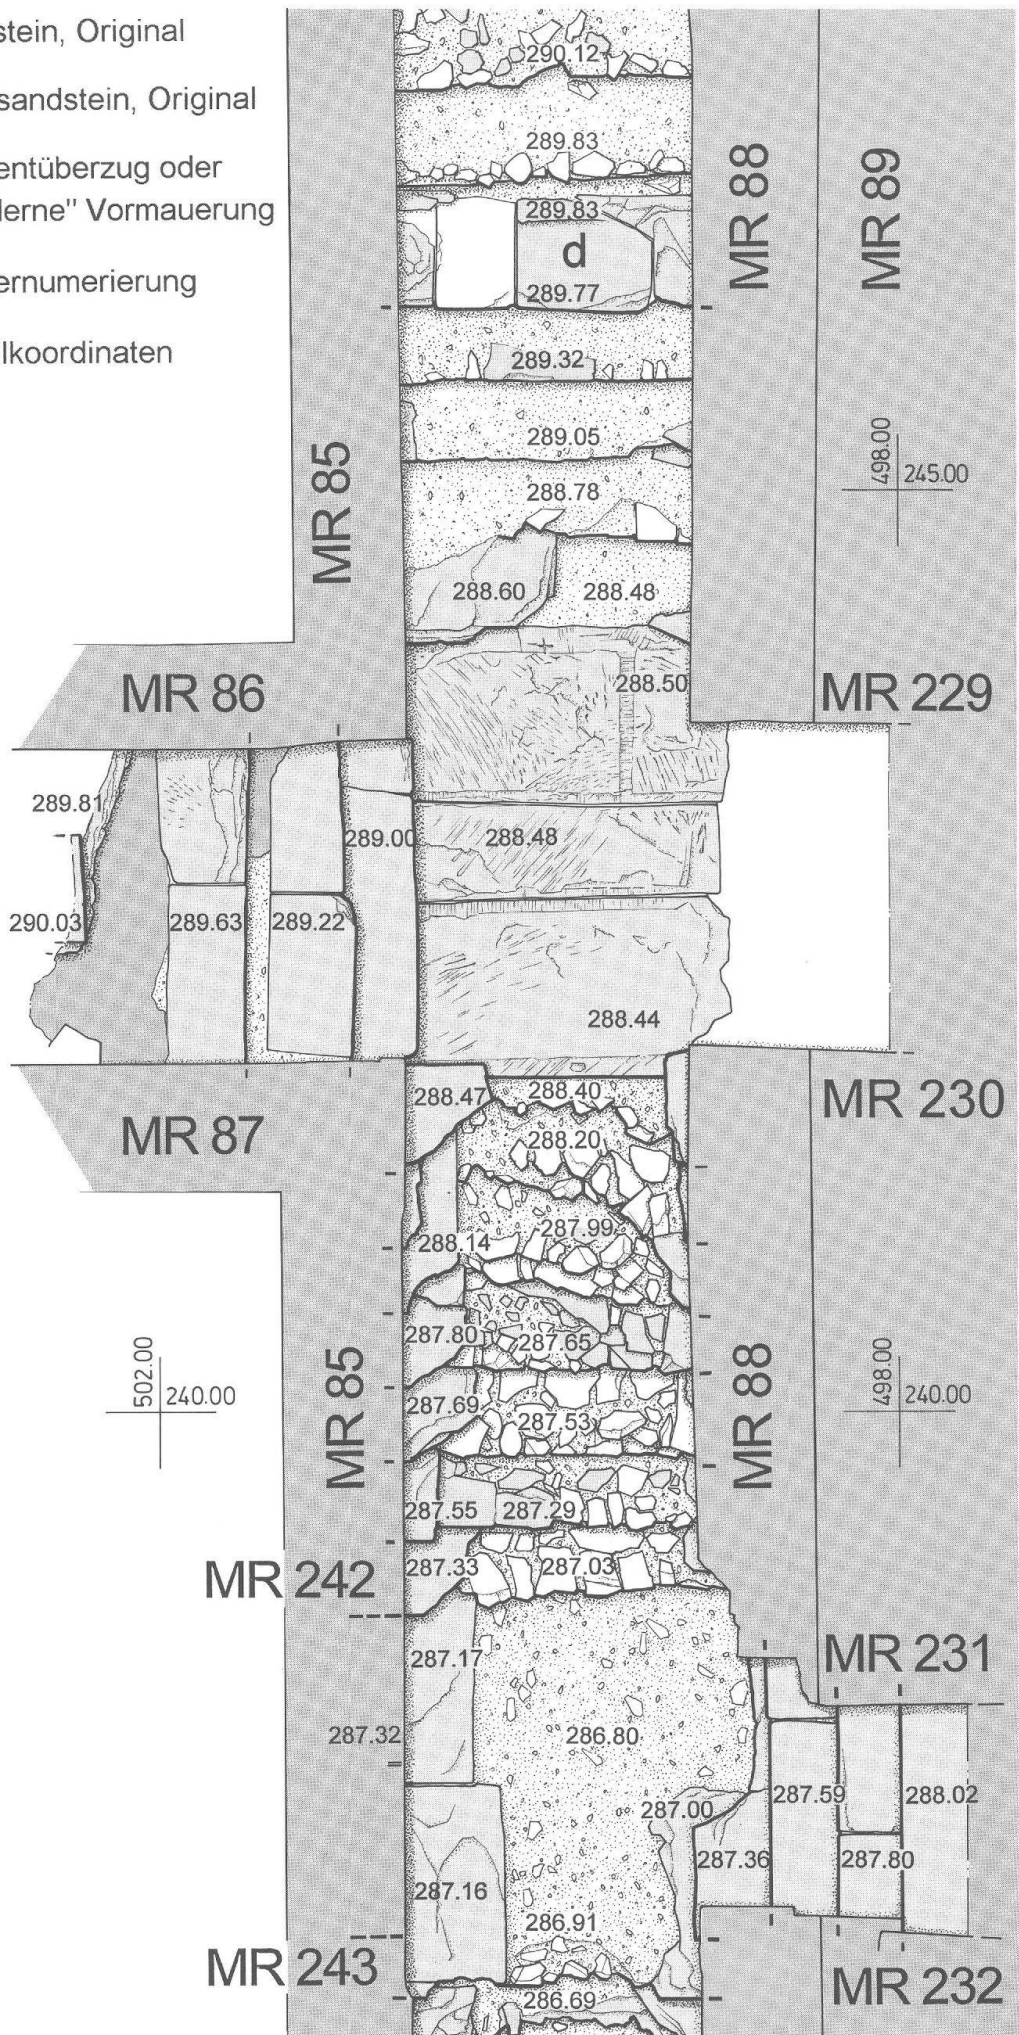 stein, Original
sandstein, Original
entüberzug oder
lerne" Vormauerung
ernumerierung
lkoordinaten
290.12
289.83
MR 88
MR 89
289.83
d
289.77
289.32
289.05
MR 85
498.00
245.00
288.78
288.60
288.48
MR 86
288.50
MR 229
289.81
289.00
288.48
290.03
289.63
289.22
288.44
288.47
288.40
MR 230
MR 87
288.20
287.99
288.14
287.80
287.65
502.00
240.00
MR 85
287.69
287.53
MR 88
498.00
240.00
287.55
287.29
MR 242
287.33
287.03
287.17
MR 231
287.32
286.80
287.00
287.59
288.02
287.36
287.80
287.16
286.91
MR 243
286.69
MR 232